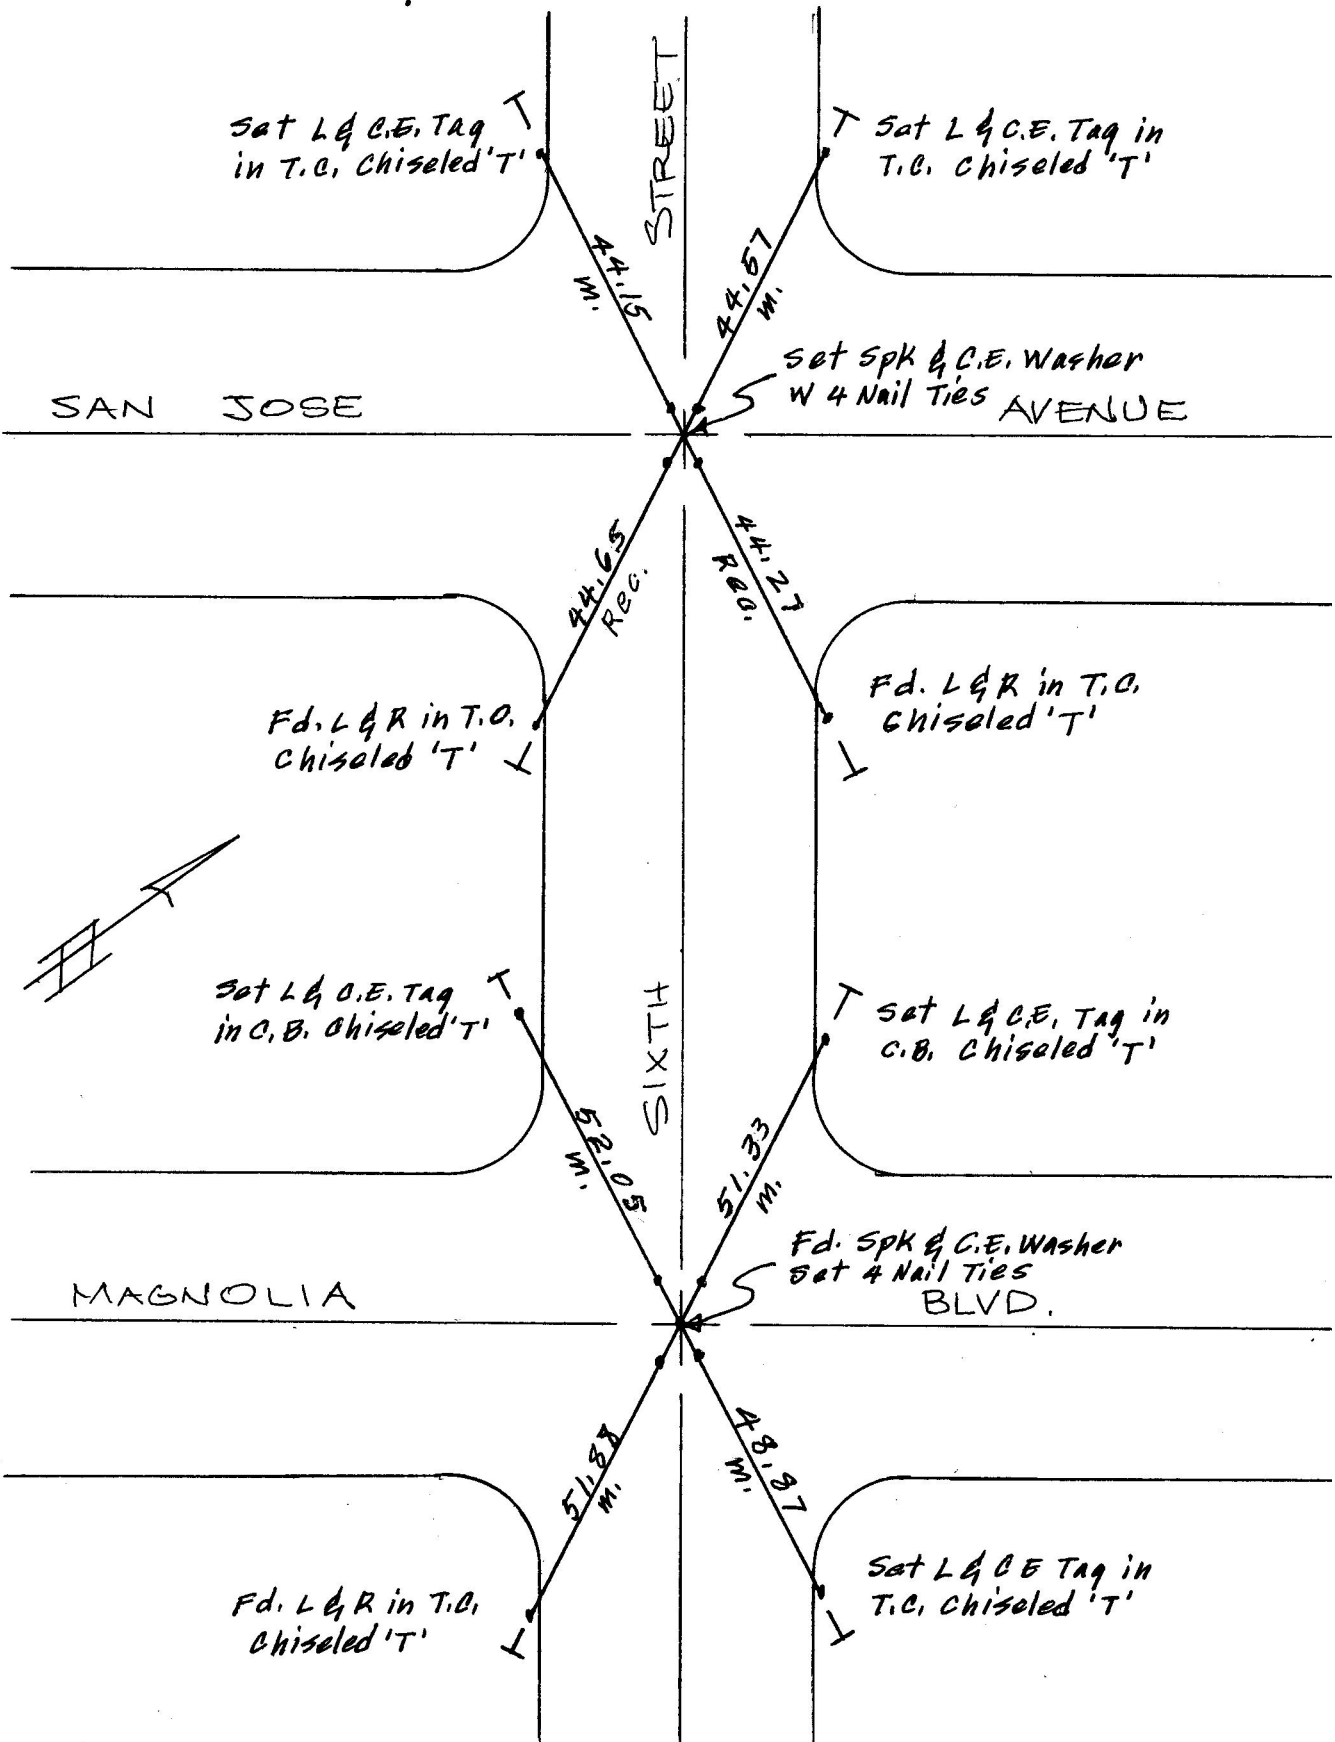 STREET
Set L & C.E. Tag
in T.C. Chiseled 'T'
T
T
Set L & C.E. Tag in
T.C. Chiseled 'T'
44.15
m.
44.57
m.
Set Spk & C.E. Washer
W 4 Nail Ties
SAN JOSE
AVENUE
44.65
Rec.
44.27
Rec.
Fd. L & R in T.C.
Chiseled 'T'
T
Fd. L & R in T.C.
Chiseled 'T'
T
Set L & C.E. Tag
in C.B. Chiseled 'T'
T
SIXTH
T
Set L & C.E. Tag in
C.B. Chiseled 'T'
52.05
m.
51.33
m.
Fd. Spk & C.E. Washer
Set 4 Nail Ties
MAGNOLIA
BLVD.
51.88
m.
48.87
m.
Fd. L & R in T.C.
Chiseled 'T'
T
Set L & CE Tag in
T.C. Chiseled 'T'
T